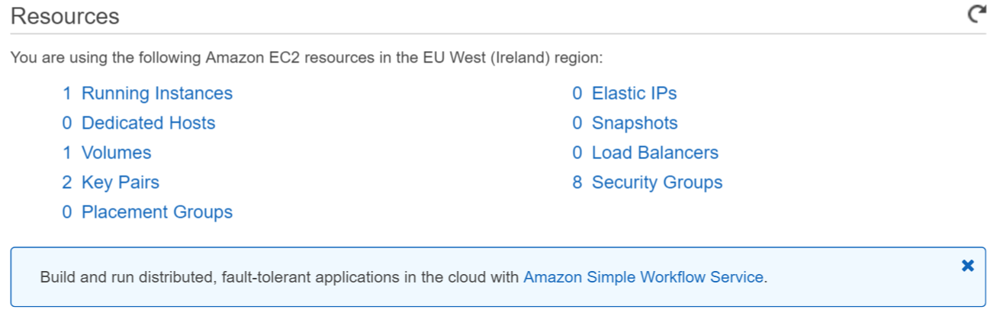 Resources
You are using the following Amazon EC2 resources in the EU West (Ireland) region:
1 Running Instances
0 Elastic IPs
0 Dedicated Hosts
0 Snapshots
1 Volumes
0 Load Balancers
2 Key Pairs
8 Security Groups
0 Placement Groups
Build and run distributed, fault-tolerant applications in the cloud with Amazon Simple Workflow Service.